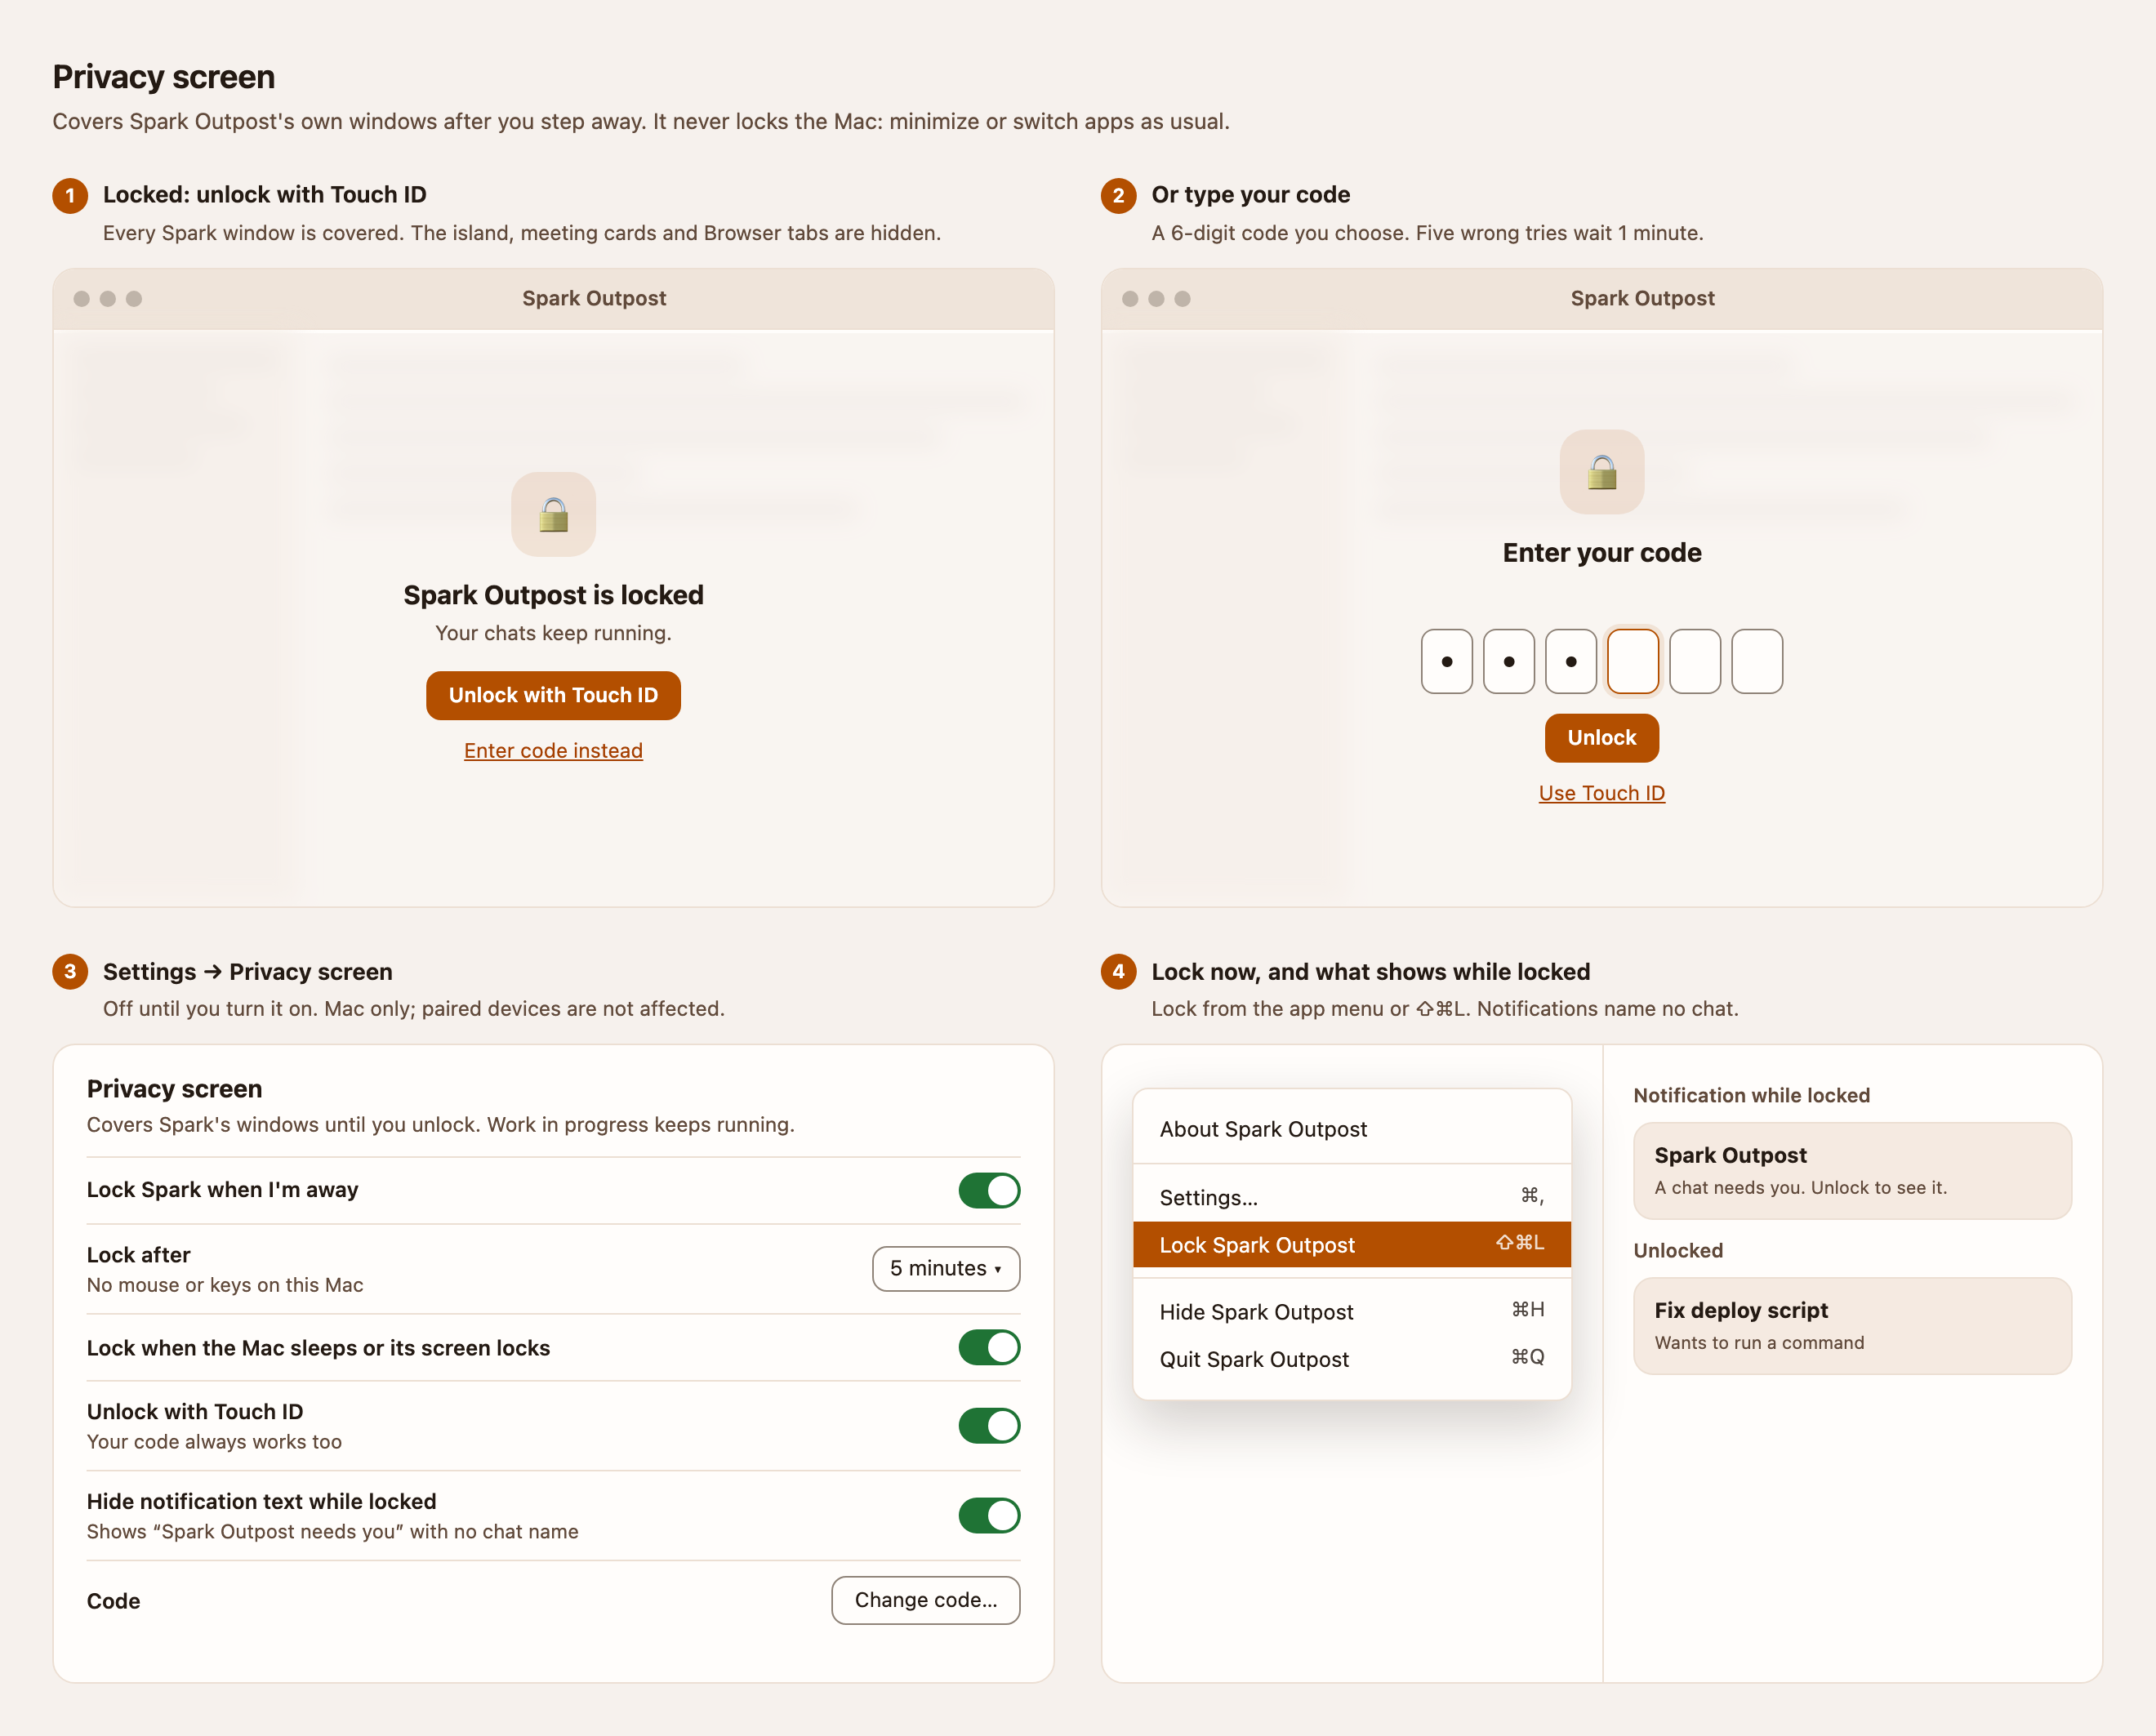 Privacy screen
Covers Spark Outpost's own windows after you step away. It never locks the Mac: minimize or switch apps as usual.
1 Locked: unlock with Touch ID
Every Spark window is covered. The island, meeting cards and Browser tabs are hidden.
Spark Outpost
Spark Outpost is locked
Your chats keep running.
Unlock with Touch ID
Enter code instead
2 Or type your code
A 6-digit code you choose. Five wrong tries wait 1 minute.
Spark Outpost
Enter your code
Unlock
Use Touch ID
3 Settings → Privacy screen
Off until you turn it on. Mac only; paired devices are not affected.
Privacy screen
Covers Spark's windows until you unlock. Work in progress keeps running.
Lock Spark when I'm away
Lock after
No mouse or keys on this Mac
5 minutes ▾
Lock when the Mac sleeps or its screen locks
Unlock with Touch ID
Your code always works too
Hide notification text while locked
Shows “Spark Outpost needs you” with no chat name
Code
Change code...
4 Lock now, and what shows while locked
Lock from the app menu or ⇧⌘L. Notifications name no chat.
About Spark Outpost
Settings... ⌘,
Lock Spark Outpost ⇧⌘L
Hide Spark Outpost ⌘H
Quit Spark Outpost ⌘Q
Notification while locked
Spark Outpost
A chat needs you. Unlock to see it.
Unlocked
Fix deploy script
Wants to run a command